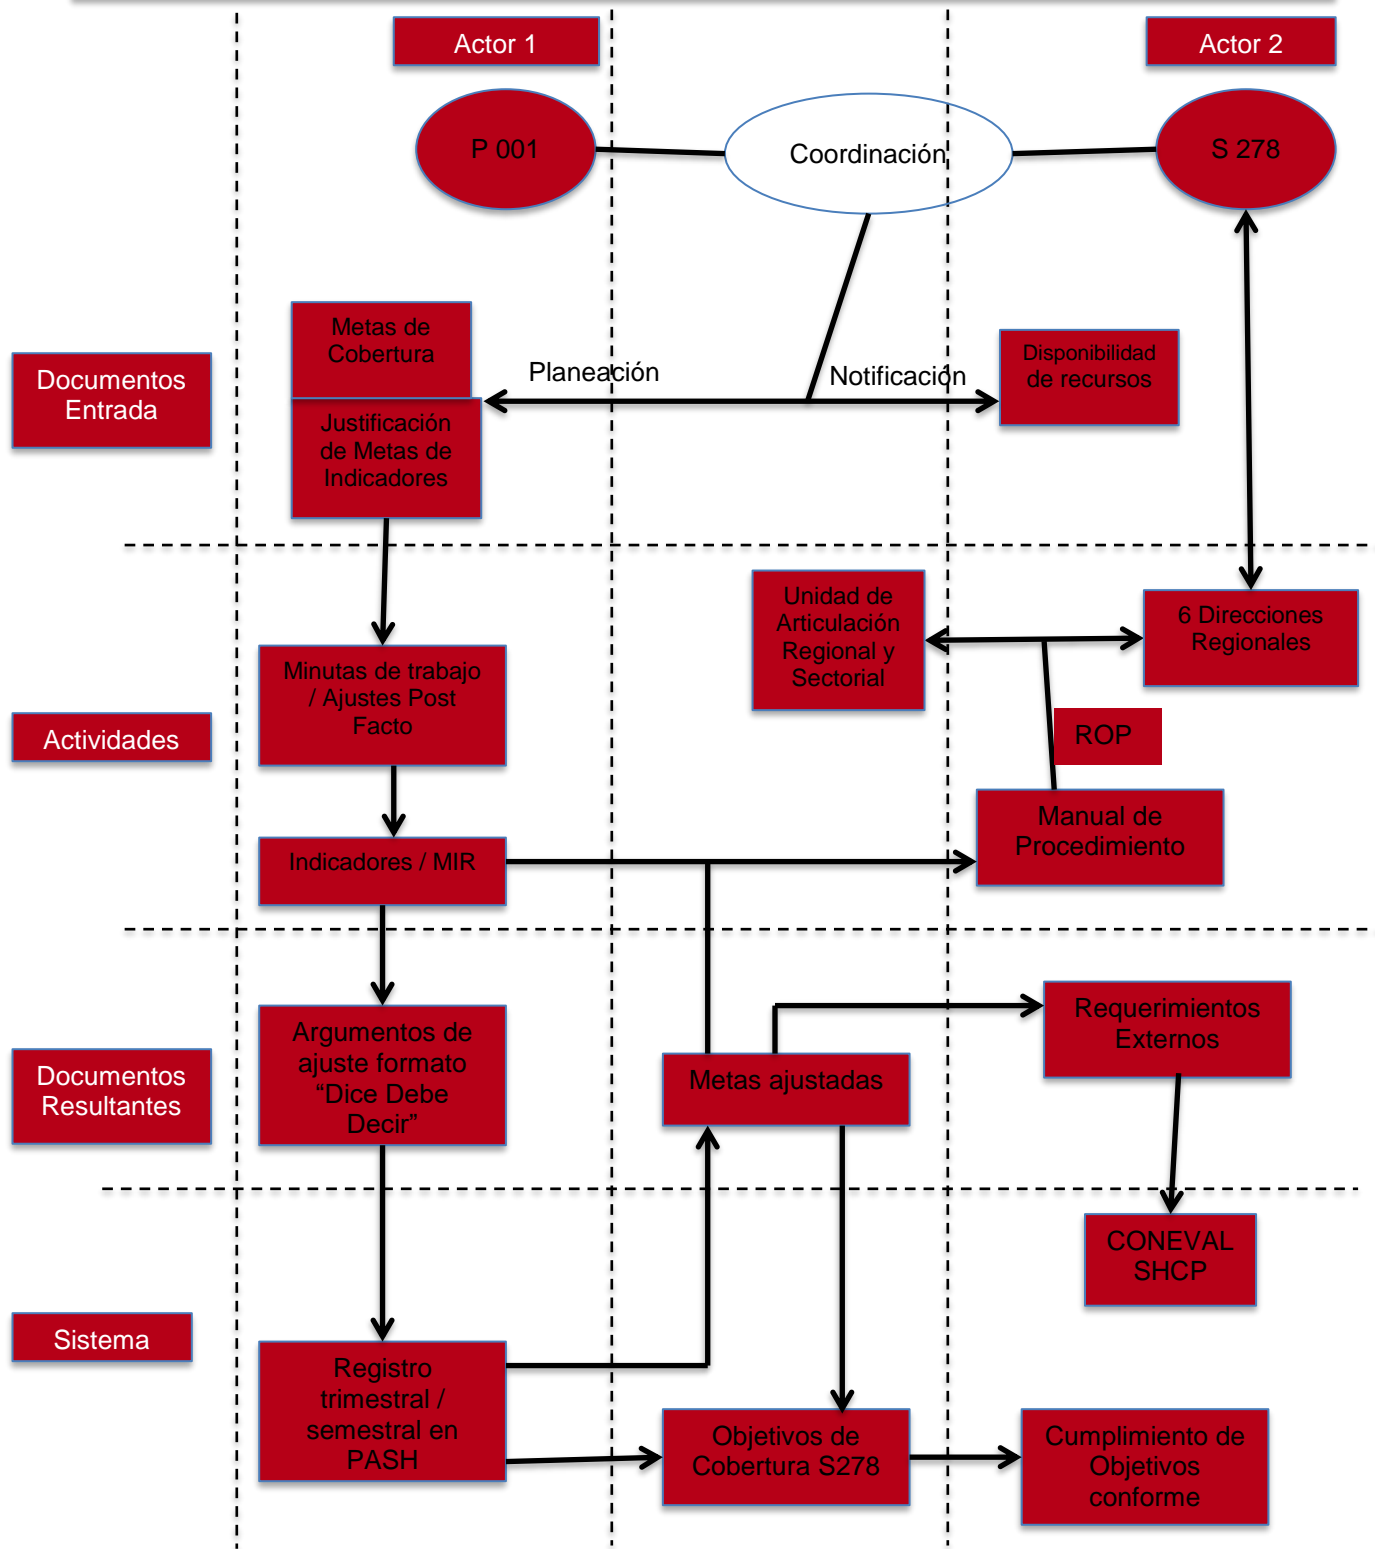 Actor 1
Actor 2
P 001
Coordinación
S 278
Documentos
Entrada
Metas de
Cobertura
Justificación
de Metas de
Indicadores
Planeación
Notificación
Disponibilidad
de recursos
Actividades
Minutas de trabajo
/ Ajustes Post
Facto
Unidad de
Articulación
Regional y
Sectorial
6 Direcciones
Regionales
ROP
Manual de
Procedimiento
Indicadores / MIR
Documentos
Resultantes
Argumentos de
ajuste formato
“Dice Debe
Decir”
Metas ajustadas
Requerimientos
Externos
CONEVAL
SHCP
Sistema
Registro
trimestral /
semestral en
PASH
Objetivos de
Cobertura S278
Cumplimiento de
Objetivos
conforme